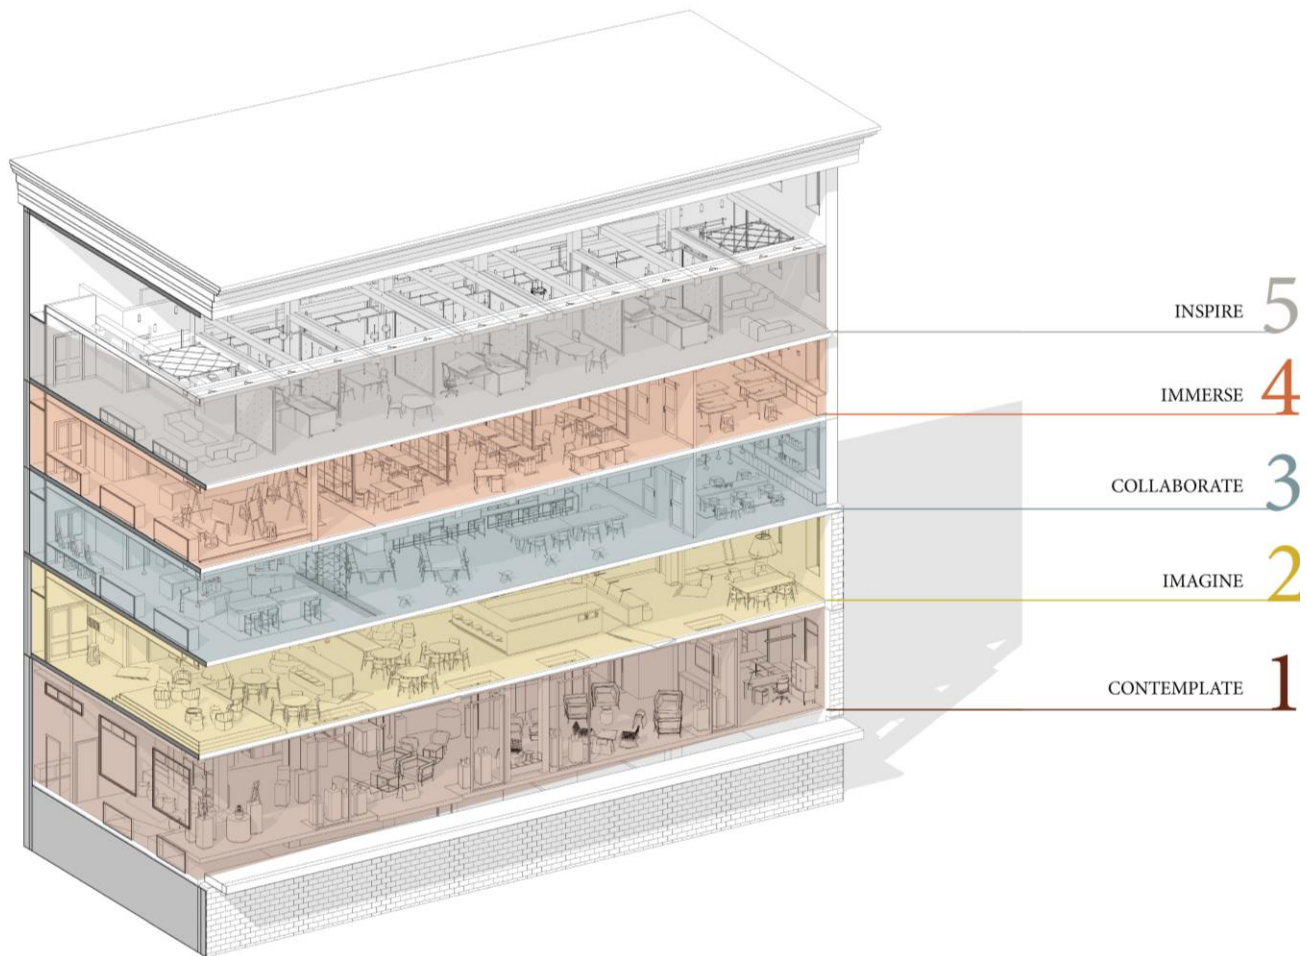 INSPIRE 5
IMMERSE 4
COLLABORATE 3
IMAGINE 2
CONTEMPLATE 1